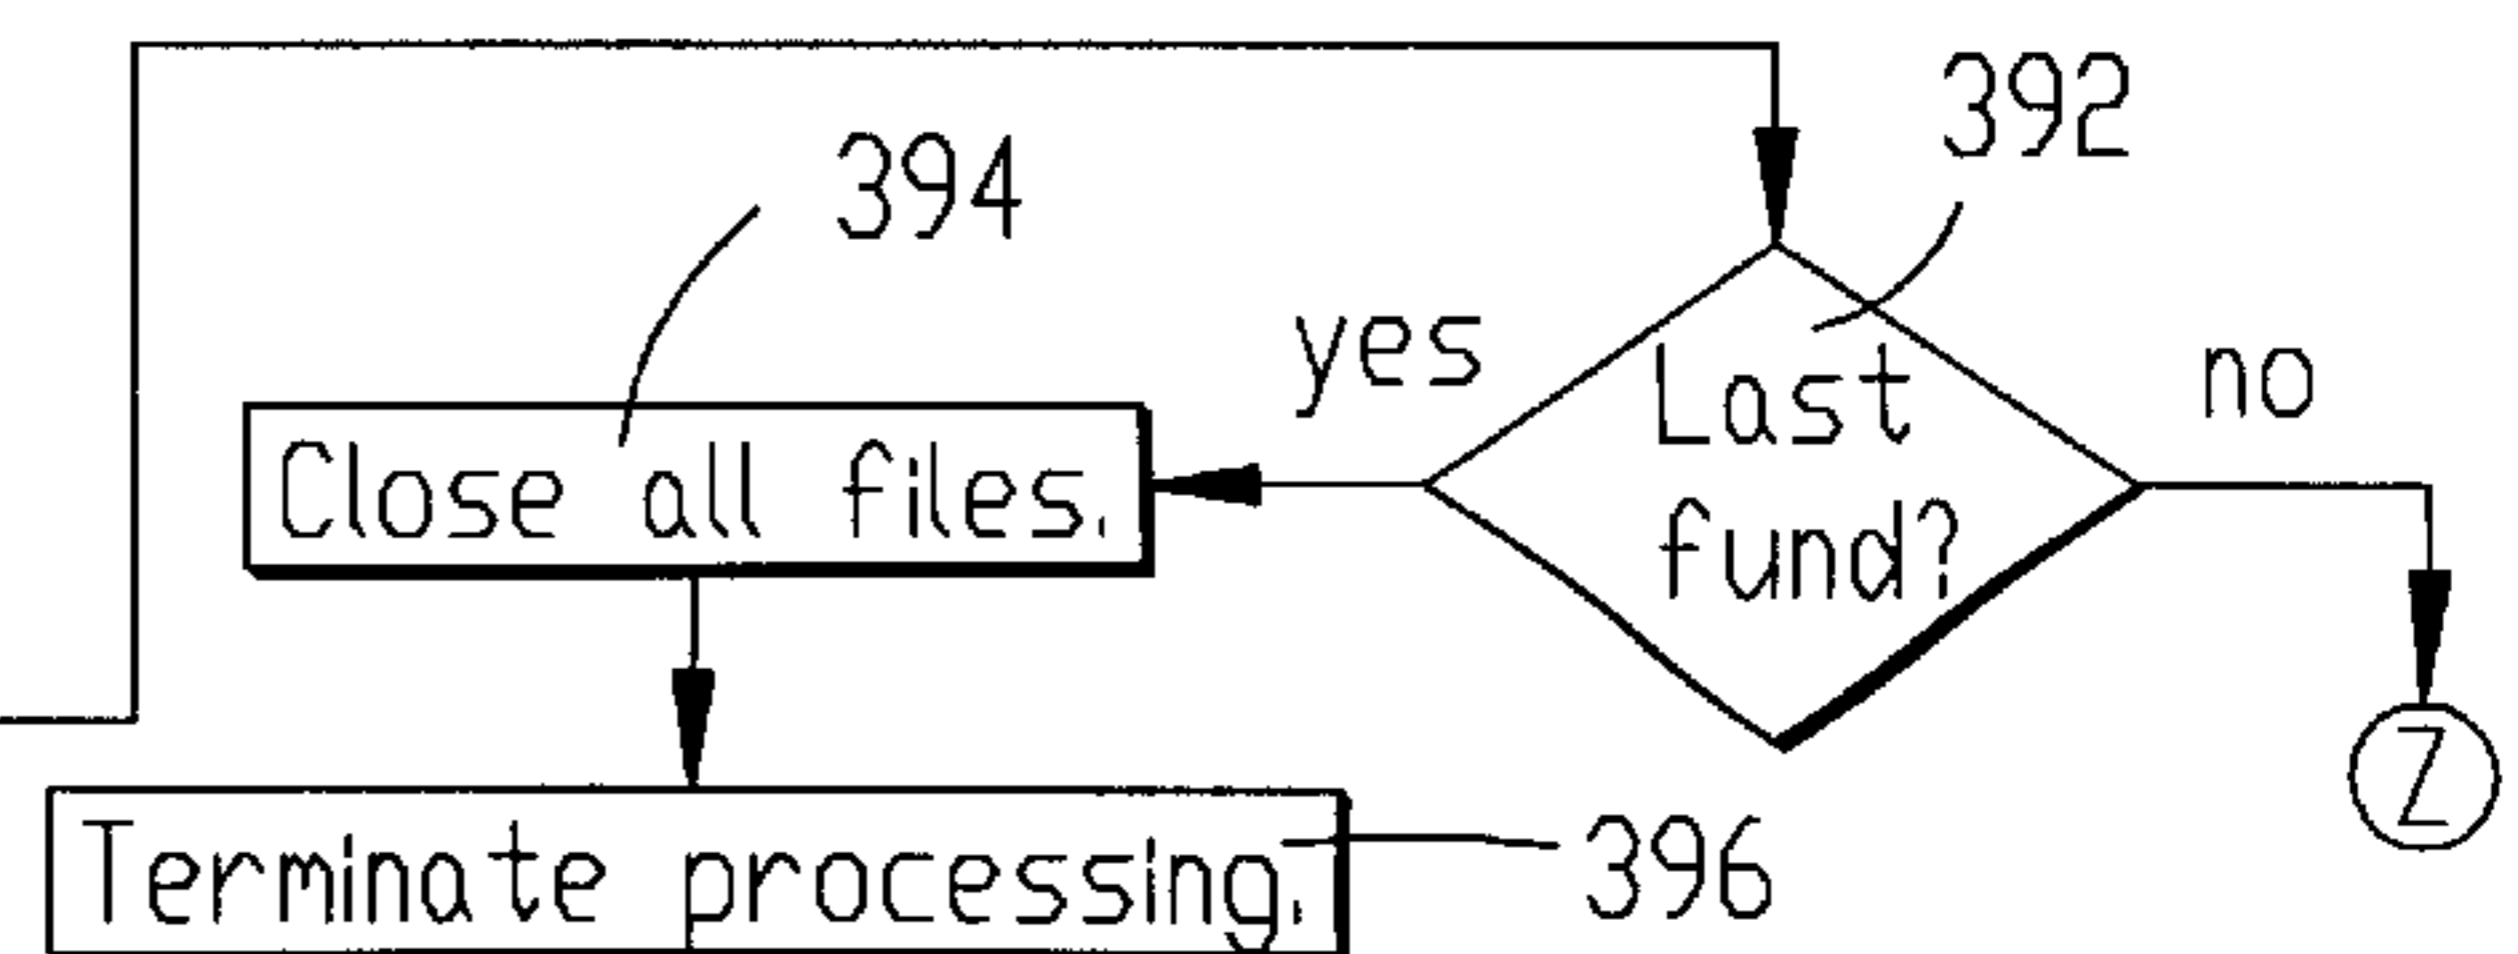 392
394
yes
Last
fund?
no
Close all files.
Z
Terminate processing.
396